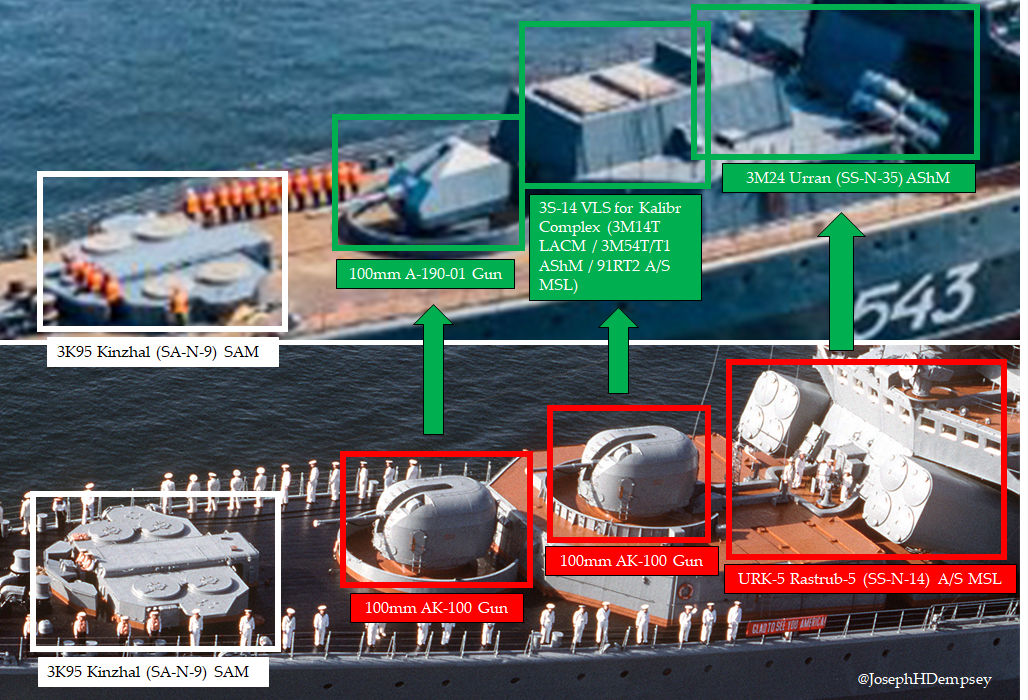 3M24 Urran (SS-N-35) AShM
3S-14 VLS for Kalibr
Complex (3M14T
LACM / 3M54T/T1
AShM / 91RT2 A/S
MSL)
100mm A-190-01 Gun
543
3K95 Kinzhal (SA-N-9) SAM
100mm AK-100 Gun
URK-5 Rastrub-5 (SS-N-14) A/S MSL
100mm AK-100 Gun
GLAD TO SEE YOU AMERICA!
3K95 Kinzhal (SA-N-9) SAM
@JosephHDempsey